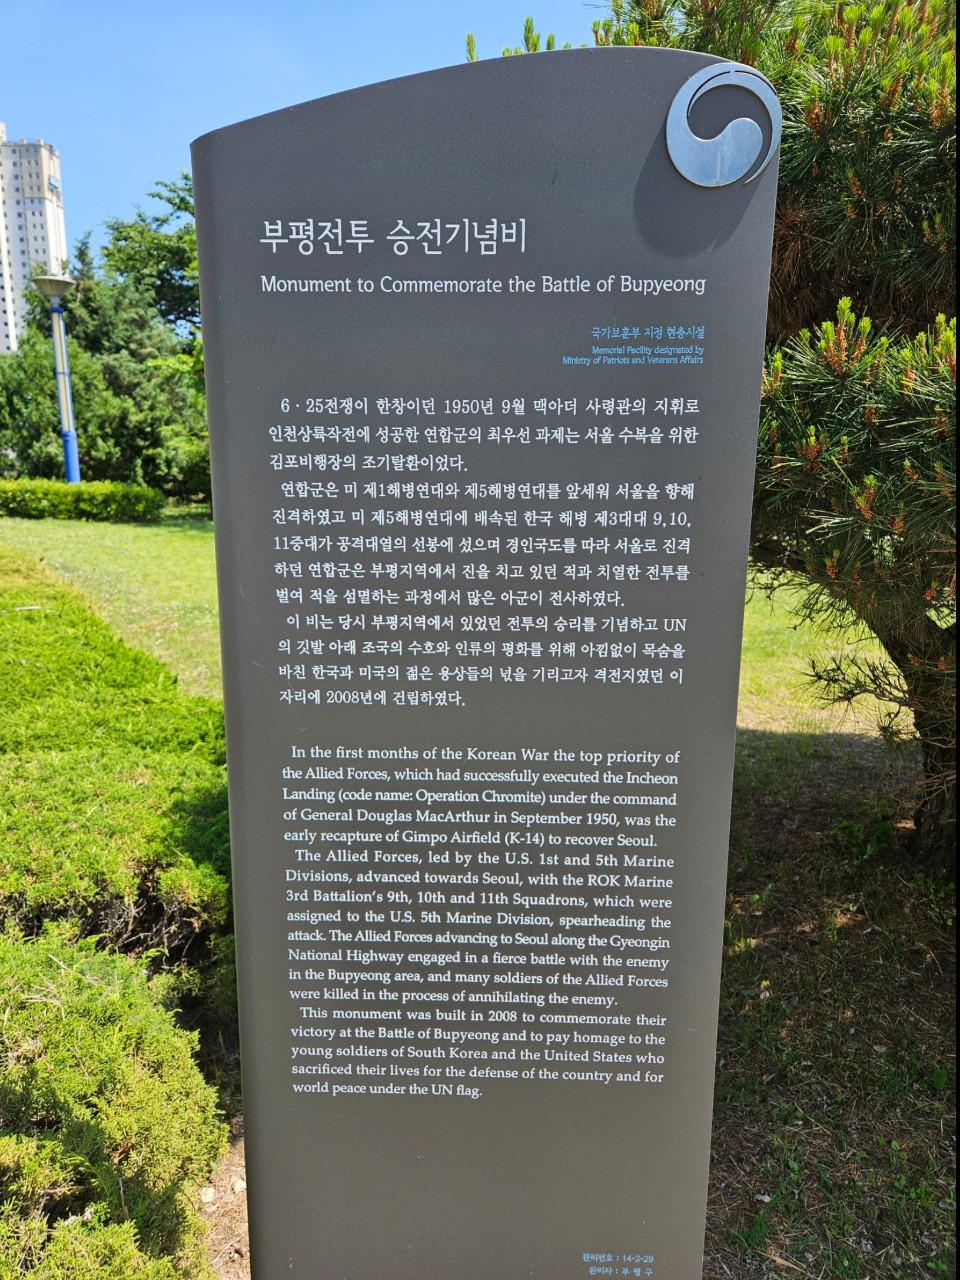 부평전투 승전기념비
Monument to Commemorate the Battle of Bupyeong
국가보훈부 지정 현충시설
Memorial Facility designated by
Ministry of Patriots and Veterans Affairs
6·25전쟁이 한창이던 1950년 9월 맥아더 사령관의 지휘로
인천상륙작전에 성공한 연합군의 최우선 과제는 서울 수복을 위한
김포비행장의 조기탈환이었다.
연합군은 미 제1해병연대와 제5해병연대를 앞세워 서울을 향해
진격하였고 미 제5해병연대에 배속된 한국 해병 제3대대 9,10,
11중대가 공격대열의 선봉에 섰으며 경인국도를 따라 서울로 진격
하던 연합군은 부평지역에서 진을 치고 있던 적과 치열한 전투를
벌여 적을 섬멸하는 과정에서 많은 아군이 전사하였다.
이 비는 당시 부평지역에서 있었던 전투의 승리를 기념하고 UN
의 깃발 아래 조국의 수호와 인류의 평화를 위해 아낌없이 목숨을
바친 한국과 미국의 젊은 용상들의 넋을 기리고자 격전지였던 이
자리에 2008년에 건립하였다.
In the first months of the Korean War the top priority of
the Allied Forces, which had successfully executed the Incheon
Landing (code name: Operation Chromite) under the command
of General Douglas MacArthur in September 1950, was the
early recapture of Gimpo Airfield (K-14) to recover Seoul.
The Allied Forces, led by the U.S. 1st and 5th Marine
Divisions, advanced towards Seoul, with the ROK Marine
3rd Battalion's 9th, 10th and 11th Squadrons, which were
assigned to the U.S. 5th Marine Division, spearheading the
attack. The Allied Forces advancing to Seoul along the Gyeongin
National Highway engaged in a fierce battle with the enemy
in the Bupyeong area, and many soldiers of the Allied Forces
were killed in the process of annihilating the enemy.
This monument was built in 2008 to commemorate their
victory at the Battle of Bupyeong and to pay homage to the
young soldiers of South Korea and the United States who
sacrificed their lives for the defense of the country and for
world peace under the UN flag.
관리번호 : 14-2-29
관리자 : 부 평 구